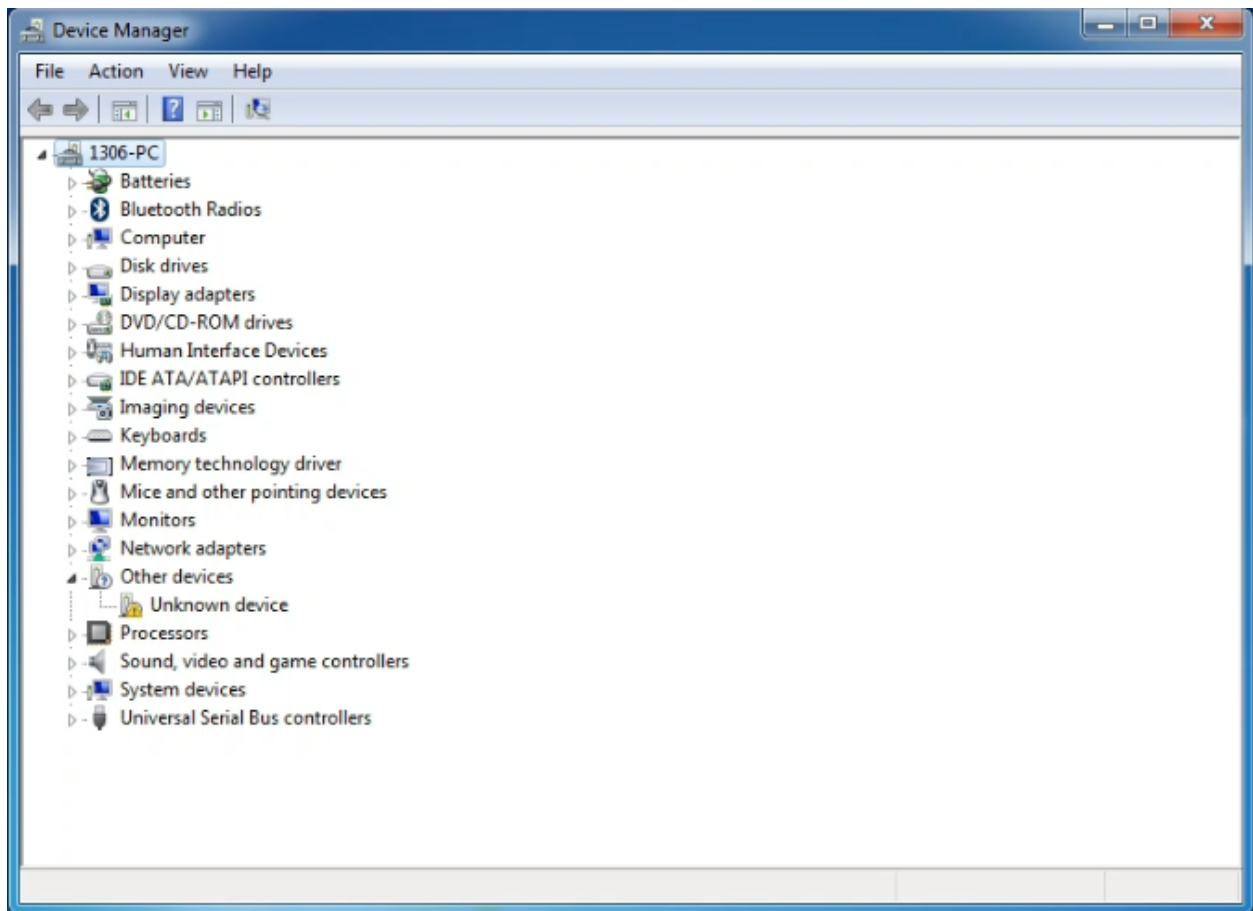 Device Manager
File Action View Help
1306-PC
Batteries
Bluetooth Radios
Computer
Disk drives
Display adapters
DVD/CD-ROM drives
Human Interface Devices
IDE ATA/ATAPI controllers
Imaging devices
Keyboards
Memory technology driver
Mice and other pointing devices
Monitors
Network adapters
Other devices
Unknown device
Processors
Sound, video and game controllers
System devices
Universal Serial Bus controllers